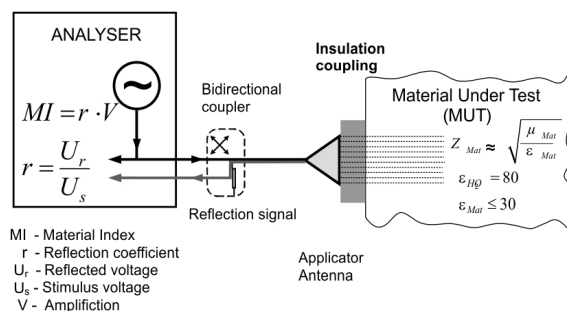 ANALYSER
~
MI = r · V
r = U_r / U_s
Bidirectional
coupler
Reflection signal
Insulation
coupling
Applicator
Antenna
Material Under Test
(MUT)
Z_Mat ≈ √(μ_Mat / ε_Mat) (
ε_H2O = 80
ε_Mat ≤ 30
MI - Material Index
r - Reflection coefficient
U_r - Reflected voltage
U_s - Stimulus voltage
V - Amplifiction